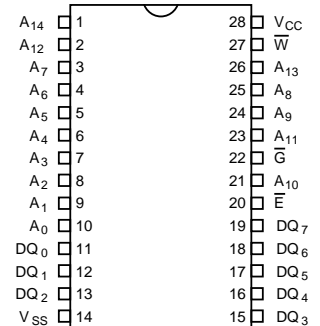 A14 1 28 VCC
A12 2 27 W̅
A7 3 26 A13
A6 4 25 A8
A5 5 24 A9
A4 6 23 A11
A3 7 22 G̅
A2 8 21 A10
A1 9 20 E̅
A0 10 19 DQ7
DQ0 11 18 DQ6
DQ1 12 17 DQ5
DQ2 13 16 DQ4
VSS 14 15 DQ3